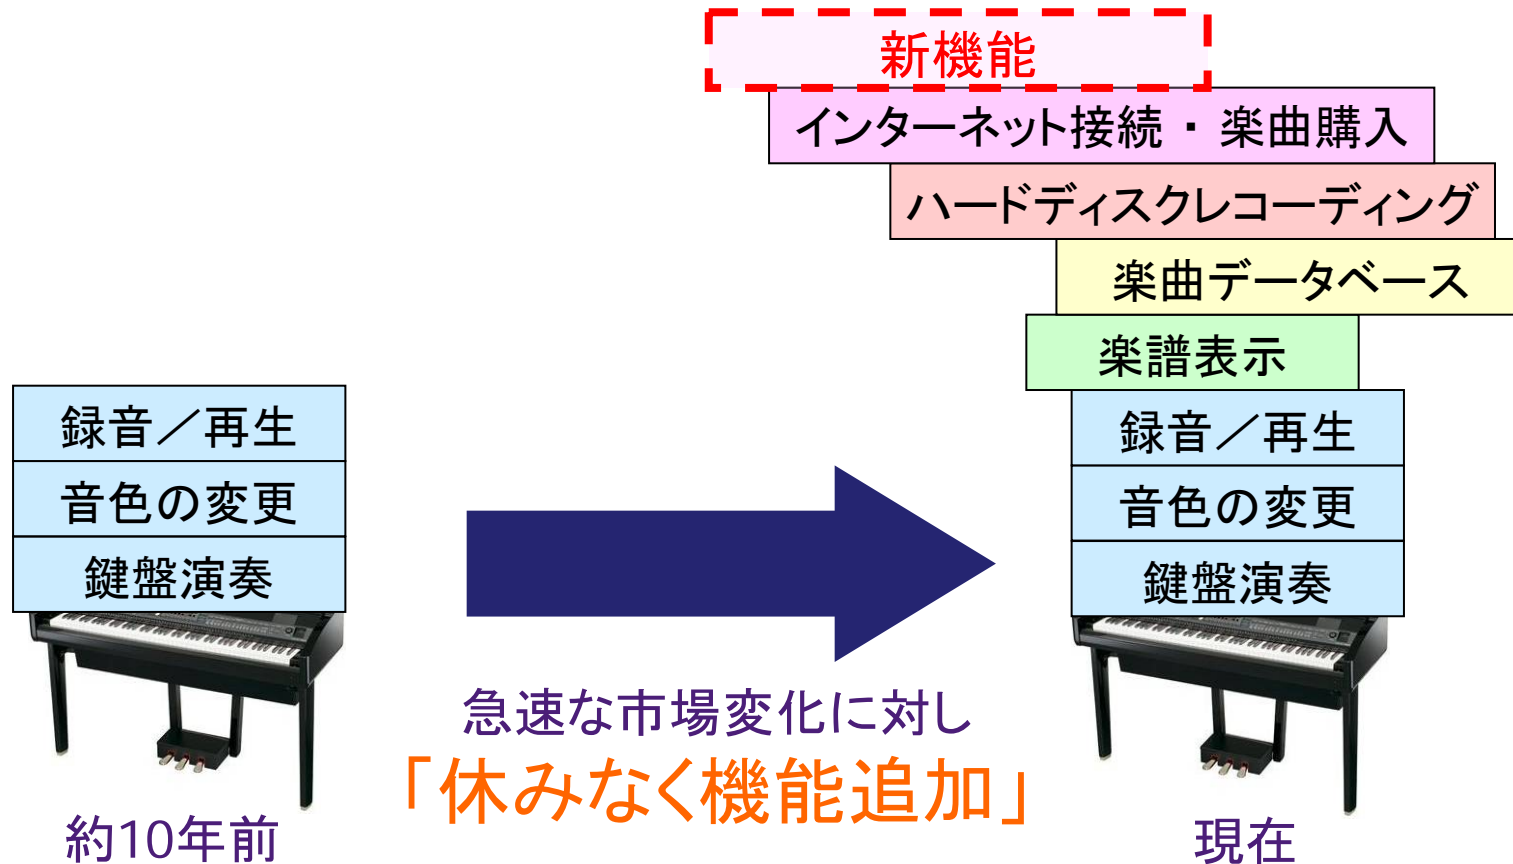 新機能
インターネット接続・楽曲購入
ハードディスクレコーディング
楽曲データベース
楽譜表示
録音／再生
音色の変更
鍵盤演奏
録音／再生
音色の変更
鍵盤演奏
急速な市場変化に対し
「休みなく機能追加」
約10年前
現在